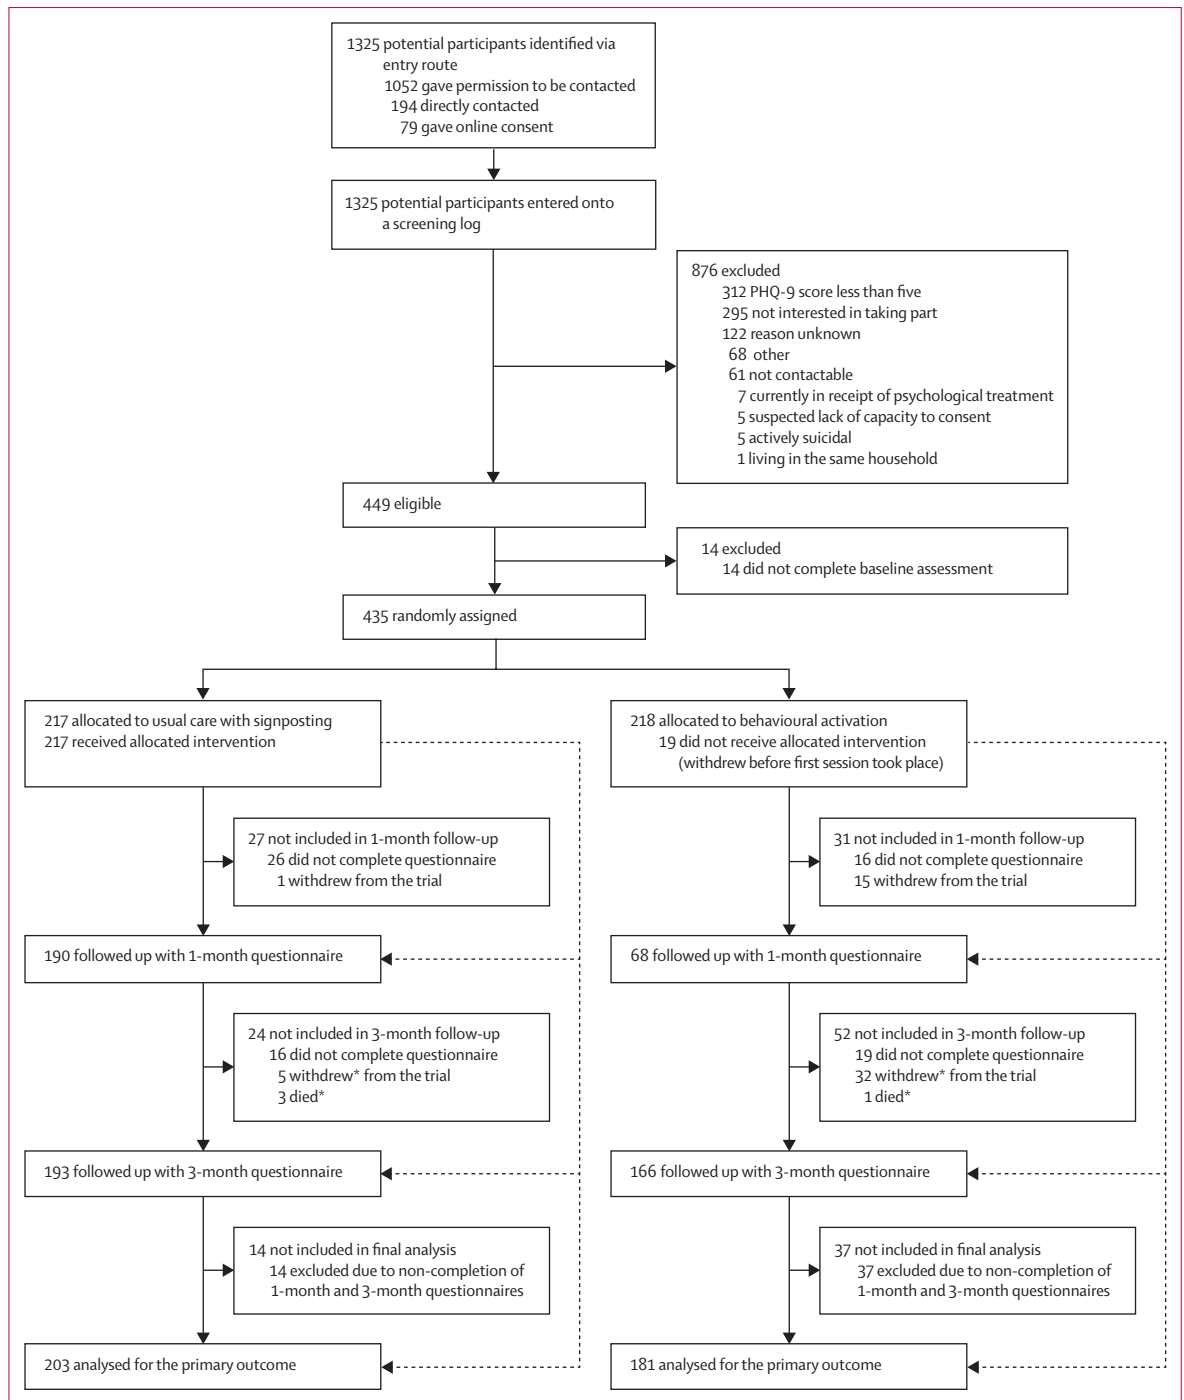 1325 potential participants identified via
entry route
1052 gave permission to be contacted
194 directly contacted
79 gave online consent
1325 potential participants entered onto
a screening log
876 excluded
312 PHQ-9 score less than five
295 not interested in taking part
122 reason unknown
68 other
61 not contactable
7 currently in receipt of psychological treatment
5 suspected lack of capacity to consent
5 actively suicidal
1 living in the same household
449 eligible
14 excluded
14 did not complete baseline assessment
435 randomly assigned
217 allocated to usual care with signposting
217 received allocated intervention
218 allocated to behavioural activation
19 did not receive allocated intervention
(withdrew before first session took place)
27 not included in 1-month follow-up
26 did not complete questionnaire
1 withdrew from the trial
31 not included in 1-month follow-up
16 did not complete questionnaire
15 withdrew from the trial
190 followed up with 1-month questionnaire
68 followed up with 1-month questionnaire
24 not included in 3-month follow-up
16 did not complete questionnaire
5 withdrew* from the trial
3 died*
52 not included in 3-month follow-up
19 did not complete questionnaire
32 withdrew* from the trial
1 died*
193 followed up with 3-month questionnaire
166 followed up with 3-month questionnaire
14 not included in final analysis
14 excluded due to non-completion of
1-month and 3-month questionnaires
37 not included in final analysis
37 excluded due to non-completion of
1-month and 3-month questionnaires
203 analysed for the primary outcome
181 analysed for the primary outcome